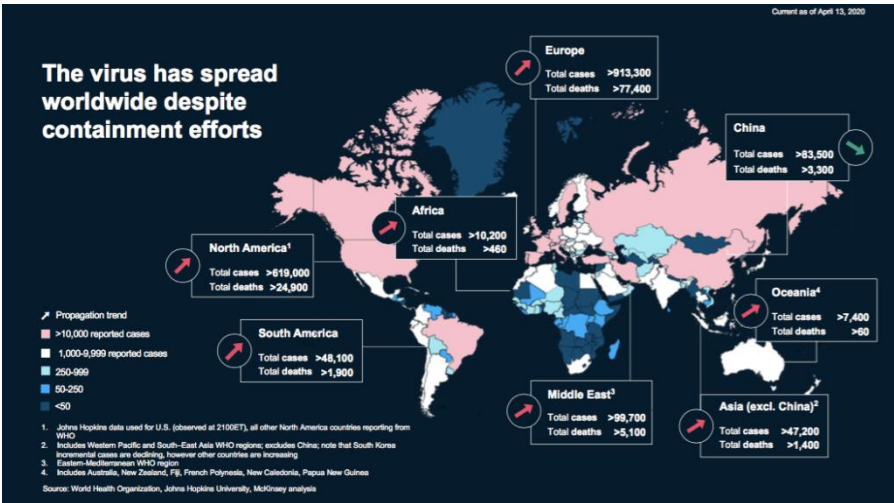 Current as of April 13, 2020
The virus has spread
worldwide despite
containment efforts
Europe
Total cases >913,300
Total deaths >77,400
China
Total cases >83,500
Total deaths >3,300
Africa
Total cases >10,200
Total deaths >460
North America¹
Total cases >619,000
Total deaths >24,900
Oceania⁴
Total cases >7,400
Total deaths >60
South America
Total cases >48,100
Total deaths >1,900
Middle East³
Total cases >99,700
Total deaths >5,100
Asia (excl. China)²
Total cases >47,200
Total deaths >1,400
Propagation trend
>10,000 reported cases
1,000-9,999 reported cases
250-999
50-250
<50
1. Johns Hopkins data used for U.S. (observed at 2100ET), all other North America countries reporting from
WHO
2. Includes Western Pacific and South–East Asia WHO regions; excludes China; note that South Korea
incremental cases are declining, however other countries are increasing
3. Eastern-Mediterranean WHO region
4. Includes Australia, New Zealand, Fiji, French Polynesia, New Caledonia, Papua New Guinea
Source: World Health Organization, Johns Hopkins University, McKinsey analysis